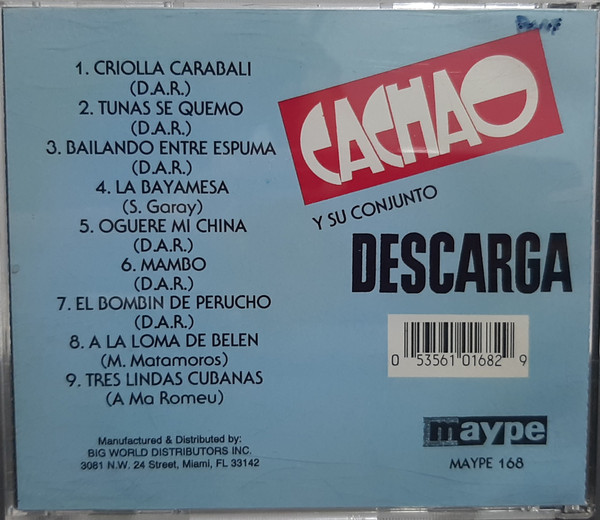 1. CRIOLLA CARABALI
(D.A.R.)
2. TUNAS SE QUEMO
(D.A.R.)
3. BAILANDO ENTRE ESPUMA
(D.A.R.)
4. LA BAYAMESA
(S. Garay)
5. OGUERE MI CHINA
(D.A.R.)
6. MAMBO
(D.A.R.)
7. EL BOMBIN DE PERUCHO
(D.A.R.)
8. A LA LOMA DE BELEN
(M. Matamoros)
9. TRES LINDAS CUBANAS
(A Ma Romeu)
Manufactured & Distributed by:
BIG WORLD DISTRIBUTORS INC.
3081 N.W. 24 Street, Miami, FL 33142
CACHAO
Y SU CONJUNTO
DESCARGA
0 53561 01682 9
maype
MAYPE 168